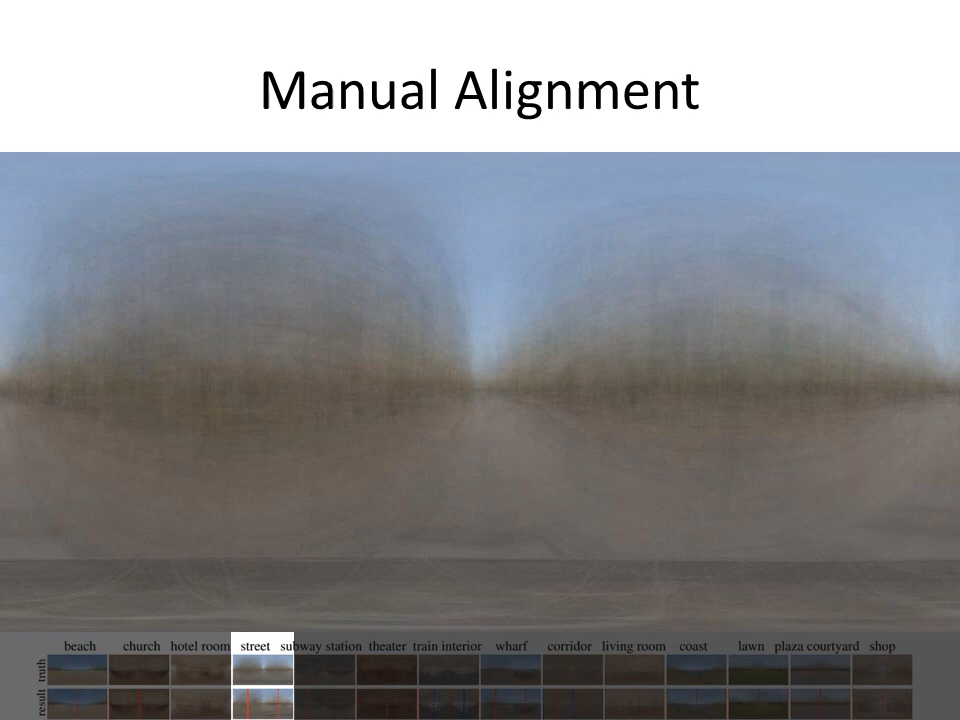 Manual Alignment
beach church hotel room street subway station theater train interior wharf corridor living room coast lawn plaza courtyard shop
truth
result